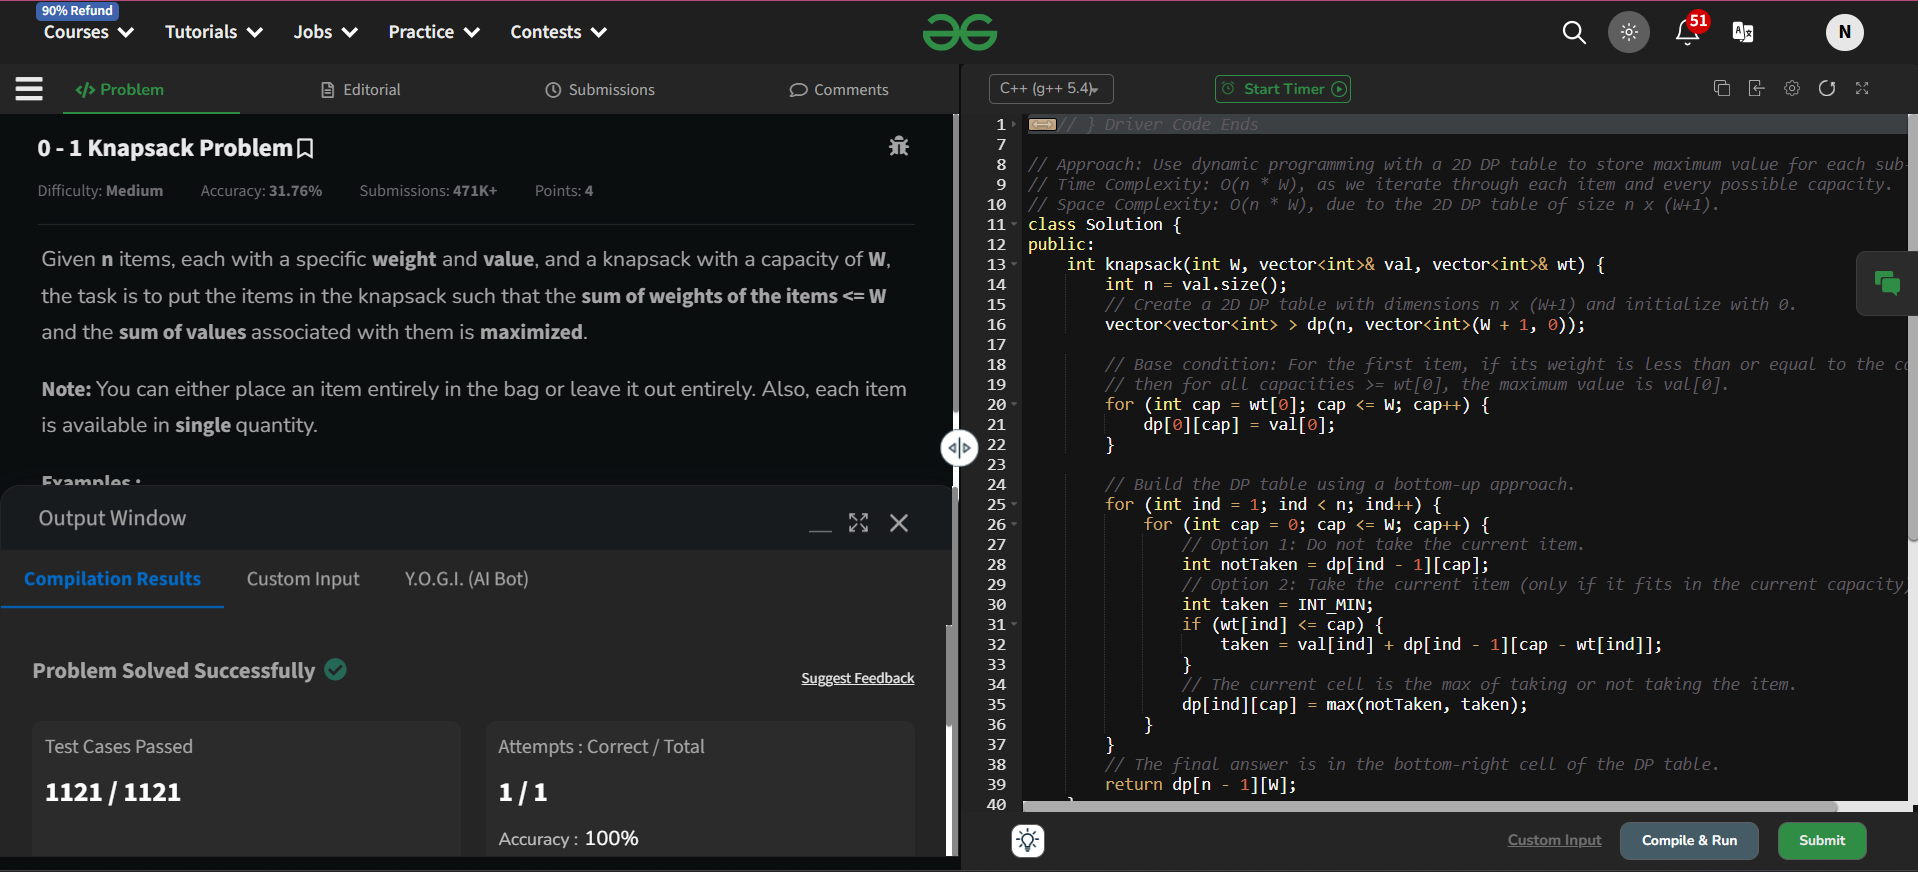 90% Refund
Courses Tutorials Jobs Practice Contests
51
N
Problem Editorial Submissions Comments
C++ (g++ 5.4)
Start Timer
0 - 1 Knapsack Problem
Difficulty: Medium Accuracy: 31.76% Submissions: 471K+ Points: 4
Given n items, each with a specific weight and value, and a knapsack with a capacity of W,
the task is to put the items in the knapsack such that the sum of weights of the items <= W
and the sum of values associated with them is maximized.
Note: You can either place an item entirely in the bag or leave it out entirely. Also, each item
is available in single quantity.
Examples :
Output Window
Compilation Results Custom Input Y.O.G.I. (AI Bot)
Problem Solved Successfully
Suggest Feedback
Test Cases Passed
1121 / 1121
Attempts : Correct / Total
1 / 1
Accuracy : 100%
1 // } Driver Code Ends
7
8 // Approach: Use dynamic programming with a 2D DP table to store maximum value for each sub-
9 // Time Complexity: O(n * W), as we iterate through each item and every possible capacity.
10 // Space Complexity: O(n * W), due to the 2D DP table of size n x (W+1).
11 class Solution {
12 public:
13 int knapsack(int W, vector<int>& val, vector<int>& wt) {
14 int n = val.size();
15 // Create a 2D DP table with dimensions n x (W+1) and initialize with 0.
16 vector<vector<int> > dp(n, vector<int>(W + 1, 0));
17
18 // Base condition: For the first item, if its weight is less than or equal to the
19 // then for all capacities >= wt[0], the maximum value is val[0].
20 for (int cap = wt[0]; cap <= W; cap++) {
21 dp[0][cap] = val[0];
22 }
23
24 // Build the DP table using a bottom-up approach.
25 for (int ind = 1; ind < n; ind++) {
26 for (int cap = 0; cap <= W; cap++) {
27 // Option 1: Do not take the current item.
28 int notTaken = dp[ind - 1][cap];
29 // Option 2: Take the current item (only if it fits in the current capacity)
30 int taken = INT_MIN;
31 if (wt[ind] <= cap) {
32 taken = val[ind] + dp[ind - 1][cap - wt[ind]];
33 }
34 // The current cell is the max of taking or not taking the item.
35 dp[ind][cap] = max(notTaken, taken);
36 }
37 }
38 // The final answer is in the bottom-right cell of the DP table.
39 return dp[n - 1][W];
40
Custom Input Compile & Run Submit